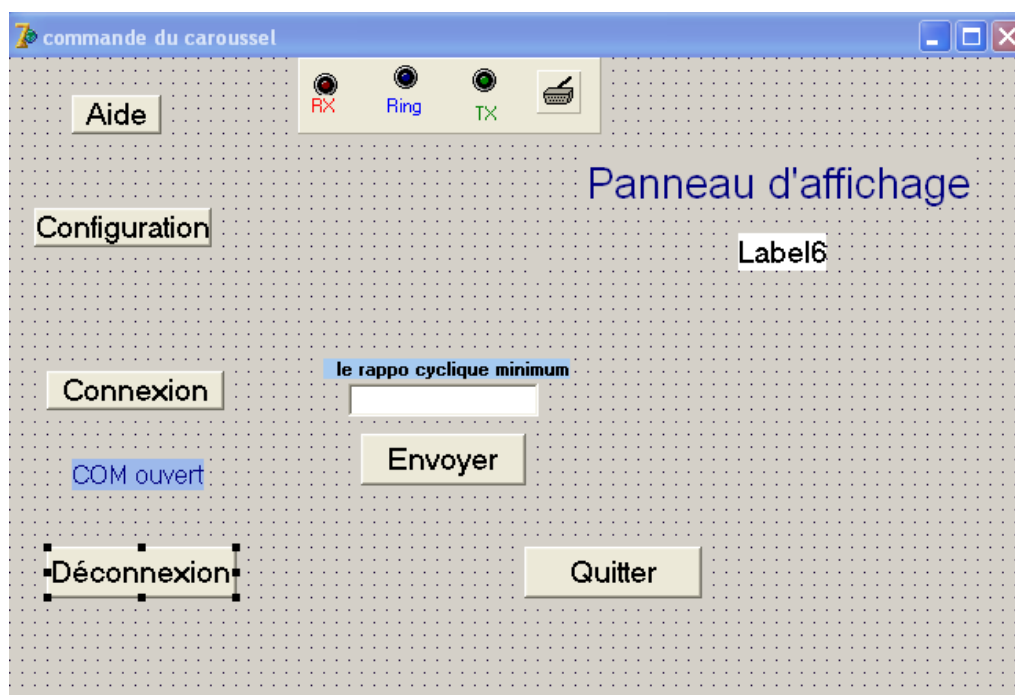 commande du caroussel
Aide
RX
Ring
TX
Panneau d'affichage
Configuration
Label6
le rappo cyclique minimum
Connexion
Envoyer
COM ouvert
Déconnexion
Quitter